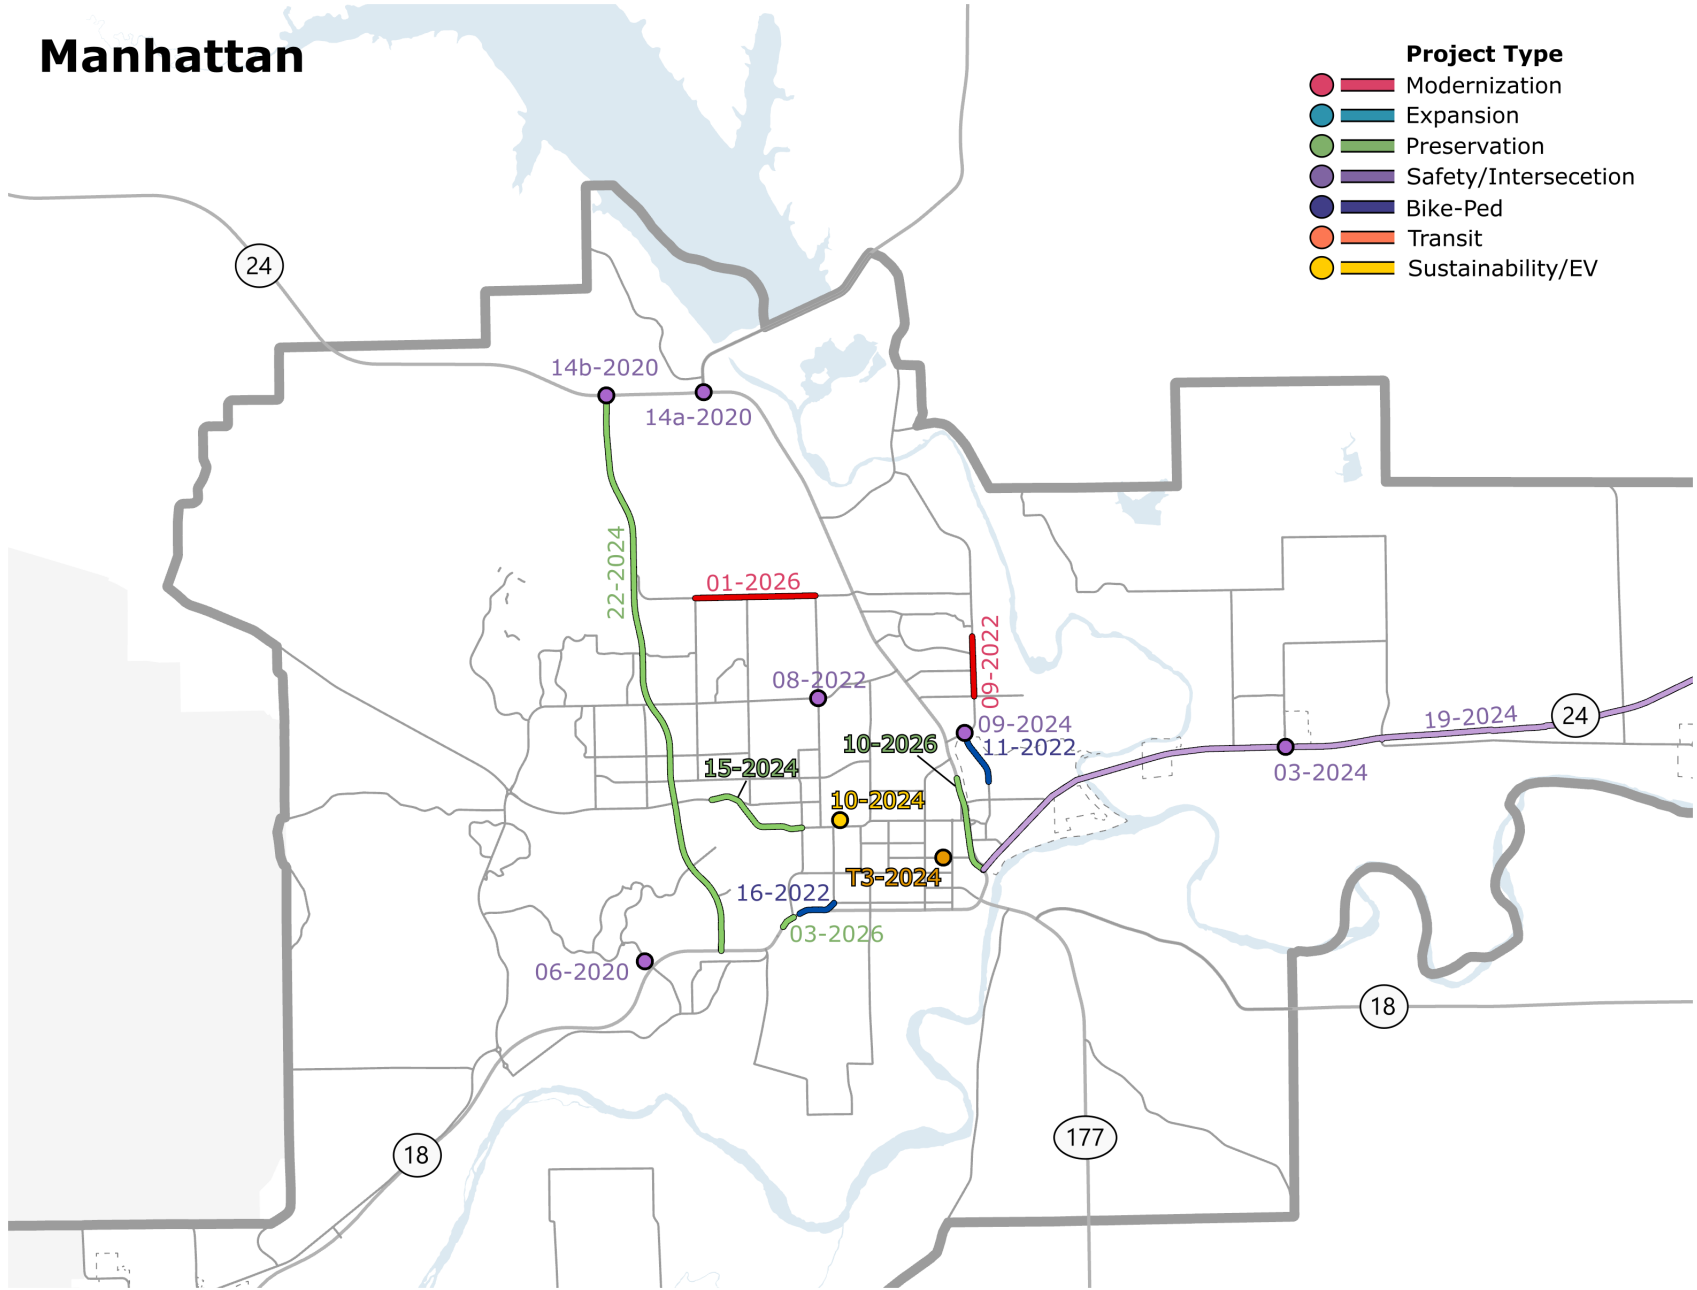 Manhattan
Project Type
Modernization
Expansion
Preservation
Safety/Intersecetion
Bike-Ped
Transit
Sustainability/EV
24
14b-2020
14a-2020
22-2024
01-2026
09-2022
08-2022
09-2024
11-2022
10-2026
19-2024
24
03-2024
15-2024
10-2024
T3-2024
16-2022
03-2026
06-2020
18
177
18